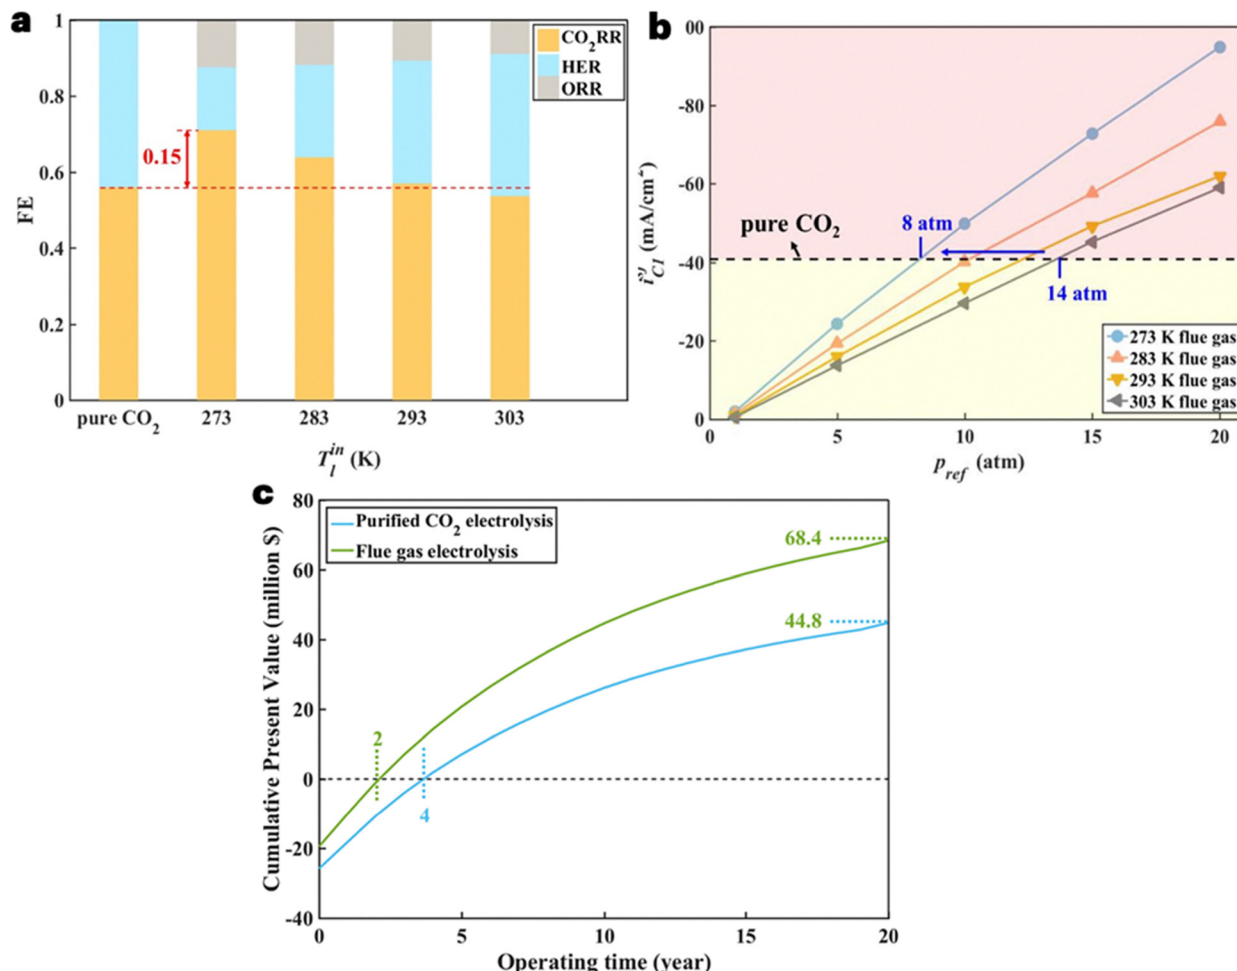 a
1
0.8
0.6
0.4
0.2
0
FE
CO2RR
HER
ORR
0.15
pure CO2 273 283 293 303
T_l^in (K)
b
00
-80
-60
-40
-20
0
(mA/cm
pure CO2
8 atm
14 atm
273 K flue gas
283 K flue gas
293 K flue gas
303 K flue gas
0 5 10 15 20
p_ref (atm)
c
80
60
40
20
0
-20
-40
Cumulative Present Value (million $)
Purified CO2 electrolysis
Flue gas electrolysis
68.4
44.8
2
4
0 5 10 15 20
Operating time (year)